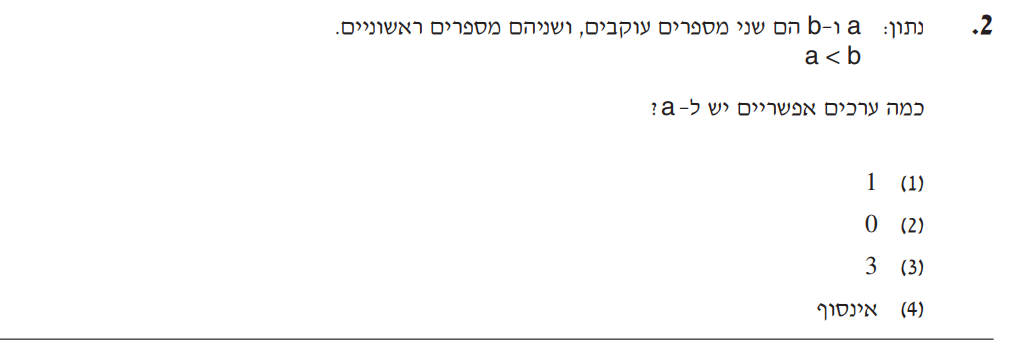 2. נתון: a ו-b הם שני מספרים עוקבים, ושניהם מספרים ראשוניים.
a < b
כמה ערכים אפשריים יש ל-a?
(1) 1
(2) 0
(3) 3
(4) אינסוף